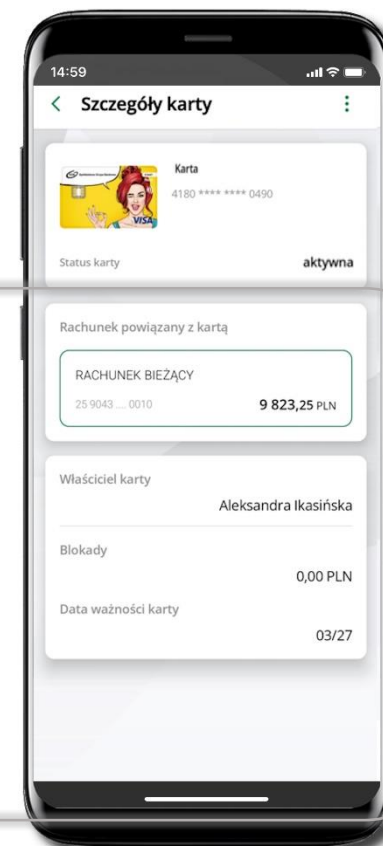 14:59
Szczegóły karty
Karta
4180 **** **** 0490
VISA
Status karty
aktywna
Rachunek powiązany z kartą
RACHUNEK BIEŻĄCY
25 9043 .... 0010
9 823,25 PLN
Właściciel karty
Aleksandra Ikasińska
Blokady
0,00 PLN
Data ważności karty
03/27